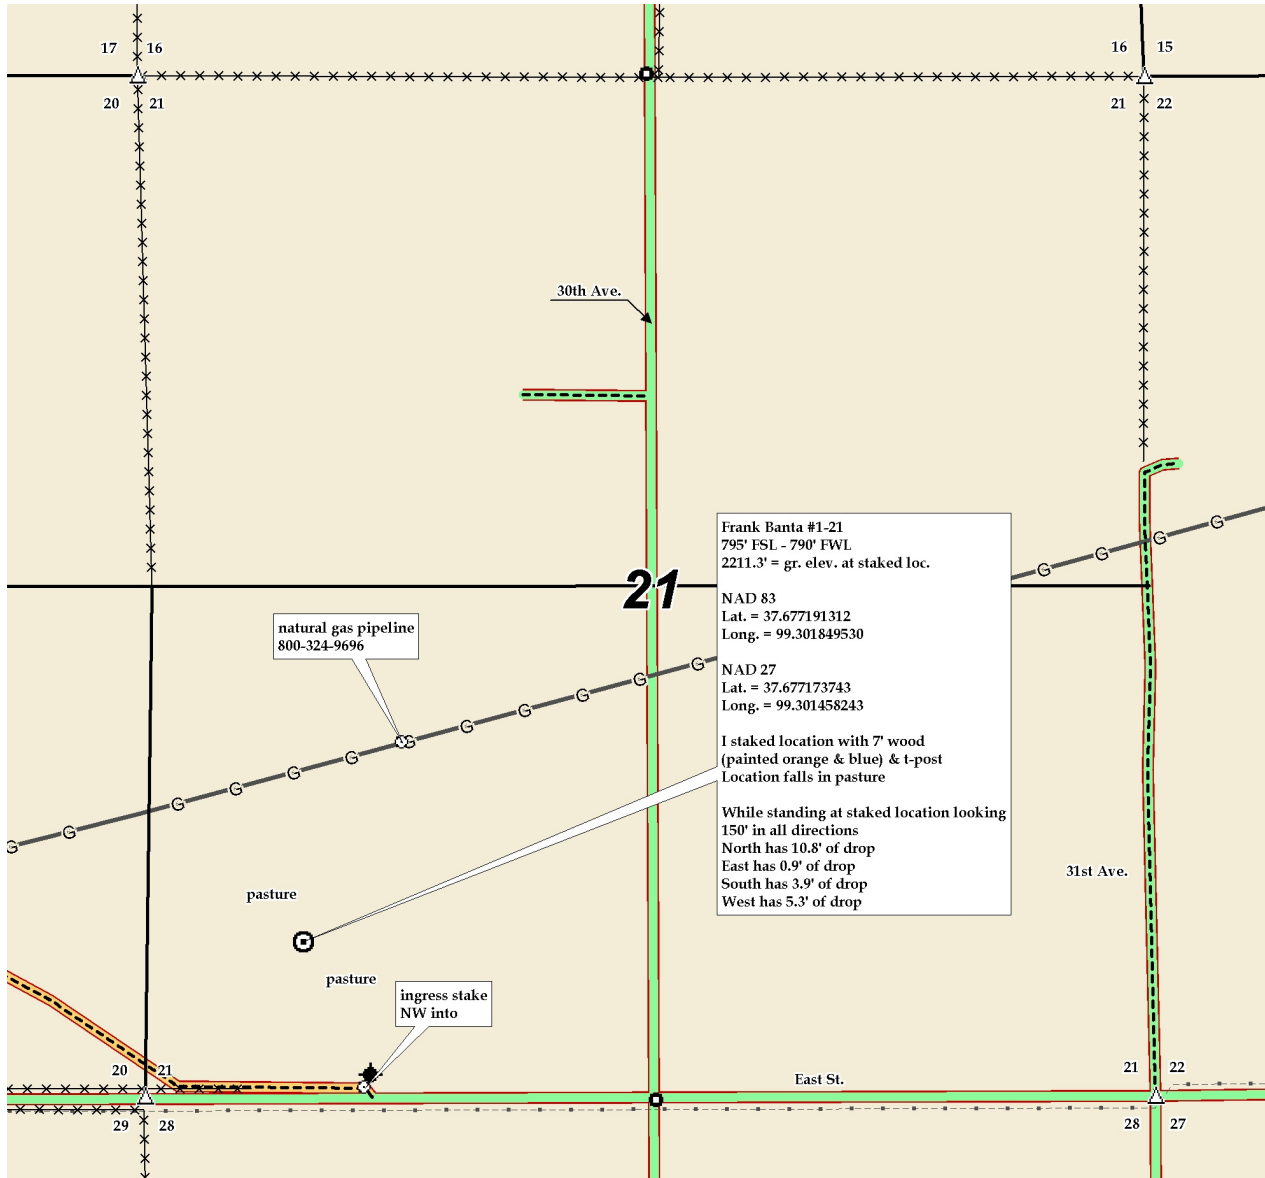 17 16
16 15
20 21
21 22
30th Ave.
Frank Banta #1-21
795' FSL - 790' FWL
2211.3' = gr. elev. at staked loc.
NAD 83
Lat. = 37.677191312
Long. = 99.301849530
NAD 27
Lat. = 37.677173743
Long. = 99.301458243
I staked location with 7' wood
(painted orange & blue) & t-post
Location falls in pasture
While standing at staked location looking
150' in all directions
North has 10.8' of drop
East has 0.9' of drop
South has 3.9' of drop
West has 5.3' of drop
21
natural gas pipeline
800-324-9696
G G G G G G G G G G G G G G G G G
31st Ave.
pasture
pasture
ingress stake
NW into
20 21
21 22
East St.
29 28
28 27